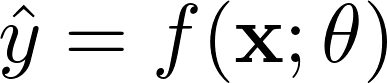 ŷ = f(𝐱; θ)